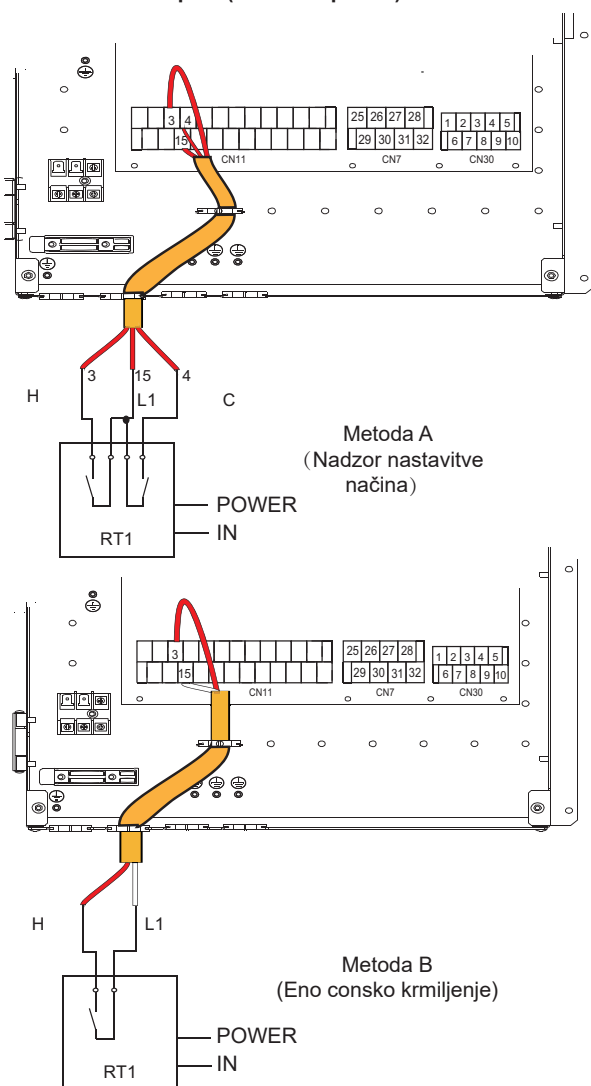 3 4
25 26 27 28
1 2 3 4 5
15
29 30 31 32
6 7 8 9 10
CN11
CN7
CN30
3
15
4
H
L1
C
Metoda A
(Nadzor nastavitve
načina)
POWER
IN
RT1
3
25 26 27 28
1 2 3 4 5
15
29 30 31 32
6 7 8 9 10
CN11
CN7
CN30
H
L1
Metoda B
(Eno consko krmiljenje)
POWER
IN
RT1